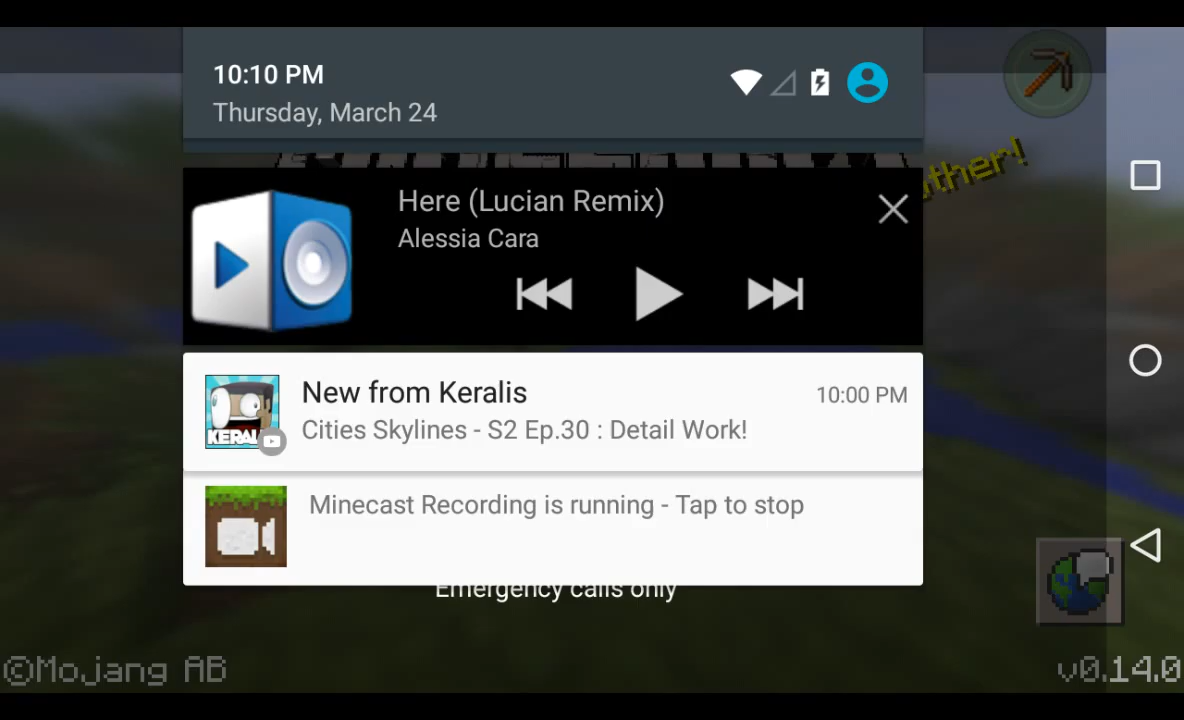 10:10 PM
Thursday, March 24
ther!
Here (Lucian Remix)
Alessia Cara
New from Keralis
10:00 PM
Cities Skylines - S2 Ep.30 : Detail Work!
KERAL
Minecast Recording is running - Tap to stop
Emergency calls only
©Mojang AB
v0.14.0